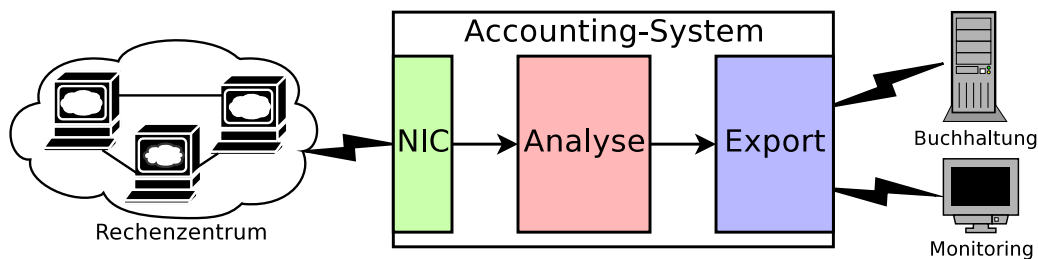 Accounting-System
NIC
Analyse
Export
Rechenzentrum
Buchhaltung
Monitoring